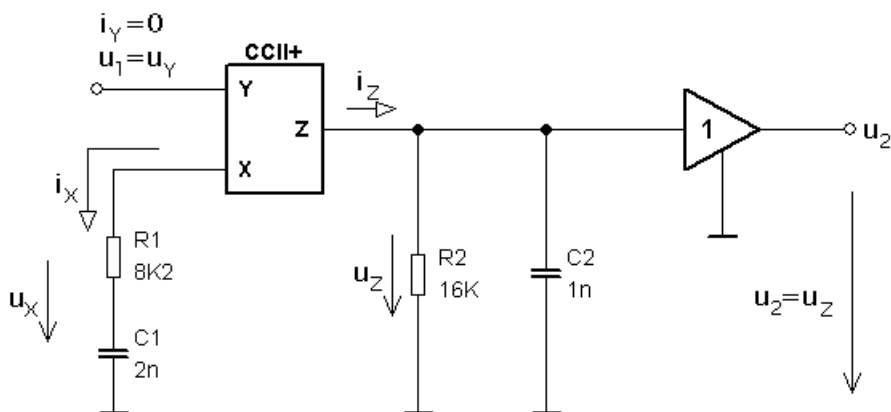 i_Y=0
u_1=u_Y
CCII+
Y
i_Z
Z
1
u_2
X
i_X
R1
8K2
u_X
R2
16K
u_Z
C2
1n
u_2=u_Z
C1
2n